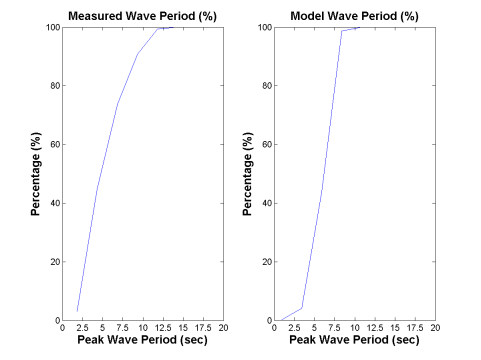 Measured Wave Period (%)
Model Wave Period (%)
Percentage (%)
100
80
60
40
20
0
0 2.5 5 7.5 10 12.5 15 17.5 20
Peak Wave Period (sec)
Percentage (%)
100
80
60
40
20
0
0 2.5 5 7.5 10 12.5 15 17.5 20
Peak Wave Period (sec)